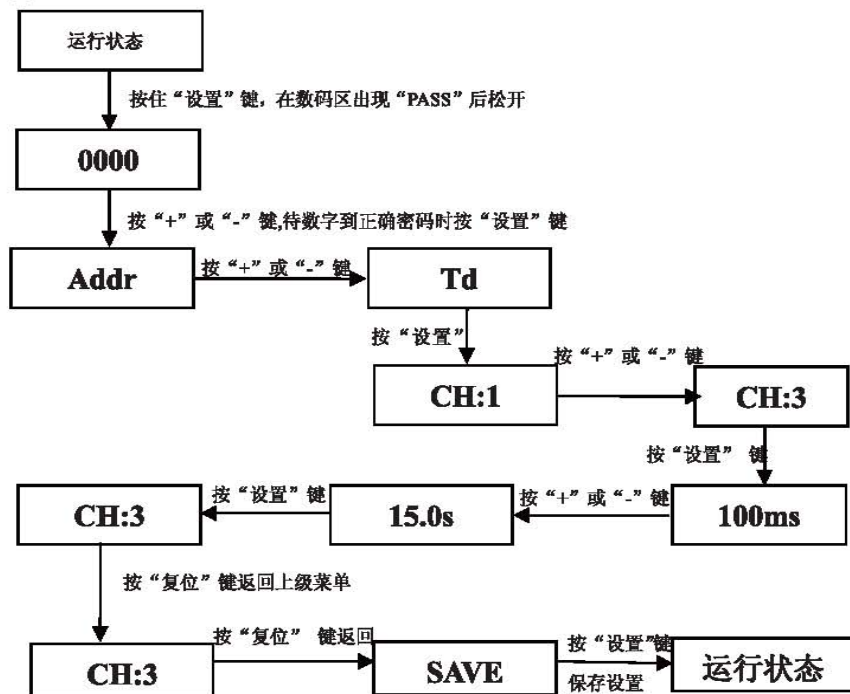 运行状态
按住“设置”键，在数码区出现“PASS”后松开
0000
按“+”或“-”键,待数字到正确密码时按“设置”键
Addr
按“+”或“-”键
Td
按“设置”
CH:1
按“+”或“-”键
CH:3
按“设置” 键
100ms
按“+”或“-”键
15.0s
按“设置”键
CH:3
按“复位”键返回上级菜单
CH:3
按“复位” 键返回
SAVE
按“设置”键
保存设置
运行状态